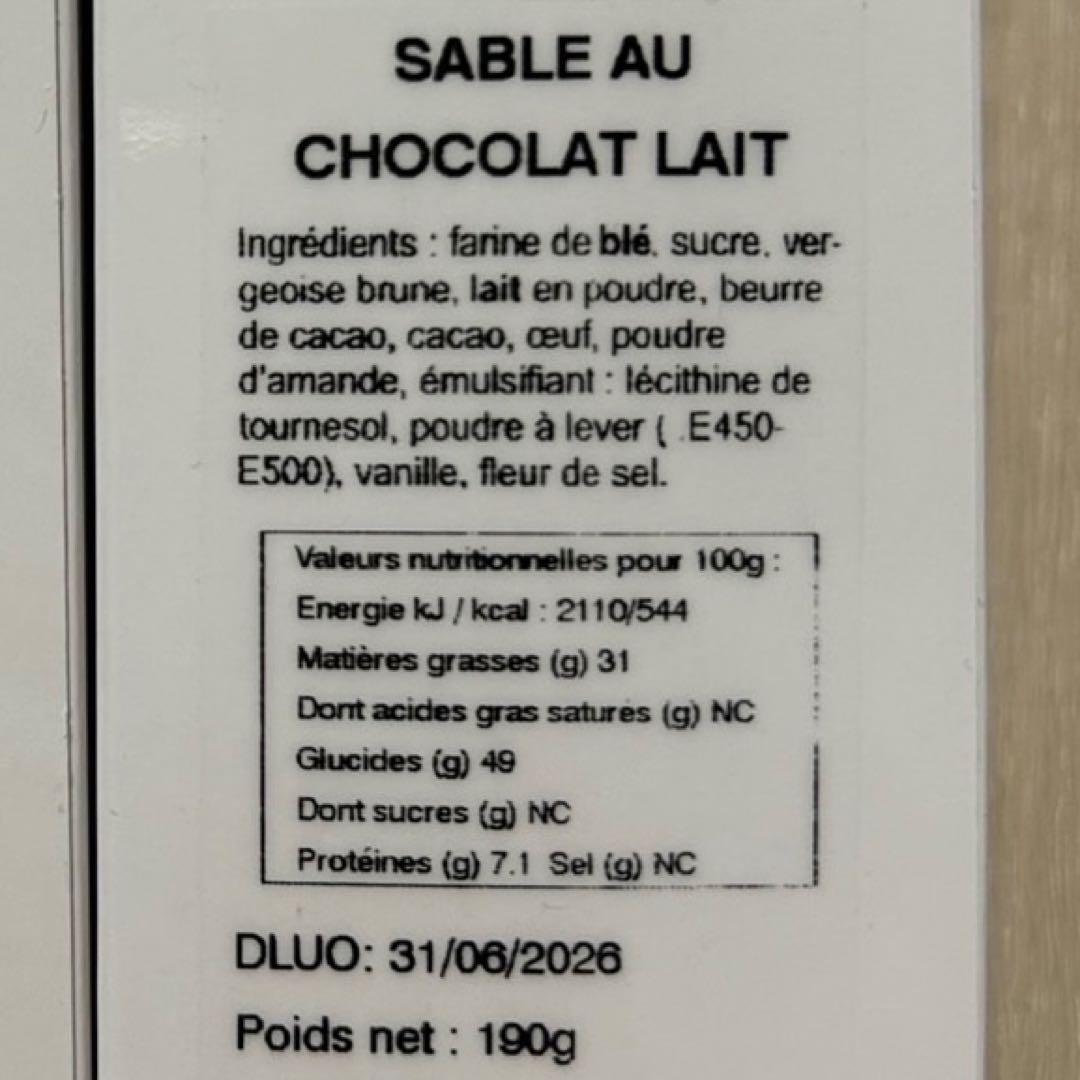 SABLE AU
CHOCOLAT LAIT
Ingrédients : farine de blé, sucre, ver-
geoise brune, lait en poudre, beurre
de cacao, cacao, œuf, poudre
d'amande, émulsifiant : lécithine de
tournesol, poudre à lever ( .E450-
E500), vanille, fleur de sel.
Valeurs nutritionnelles pour 100g :
Energie kJ / kcal : 2110/544
Matières grasses (g) 31
Dont acides gras saturès (g) NC
Glucides (g) 49
Dont sucres (g) NC
Protéines (g) 7.1 Sel (g) NC
DLUO: 31/06/2026
Poids net : 190g